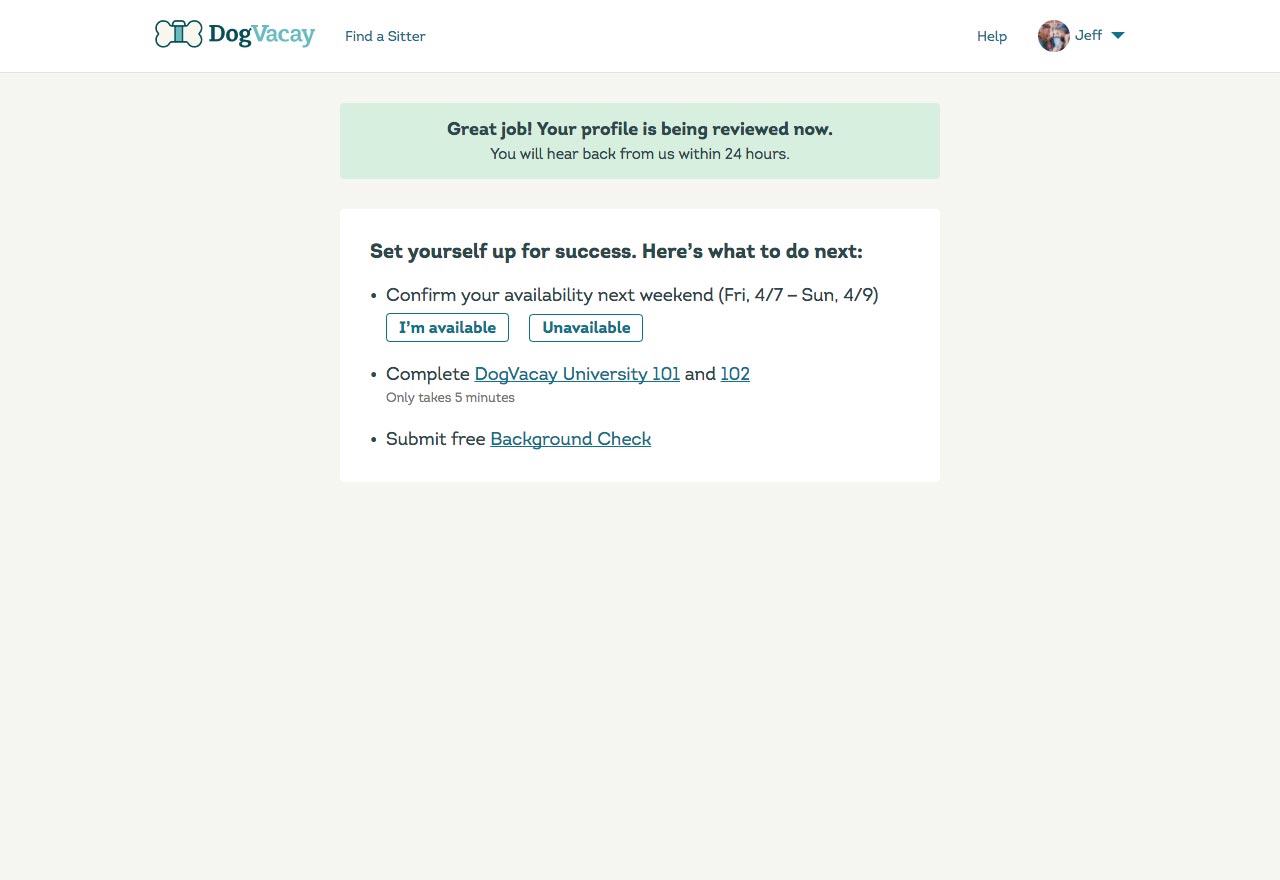 DogVacay
Find a Sitter
Help
Jeff
Great job! Your profile is being reviewed now.
You will hear back from us within 24 hours.
Set yourself up for success. Here’s what to do next:
• Confirm your availability next weekend (Fri, 4/7 – Sun, 4/9)
I’m available
Unavailable
• Complete DogVacay University 101 and 102
Only takes 5 minutes
• Submit free Background Check